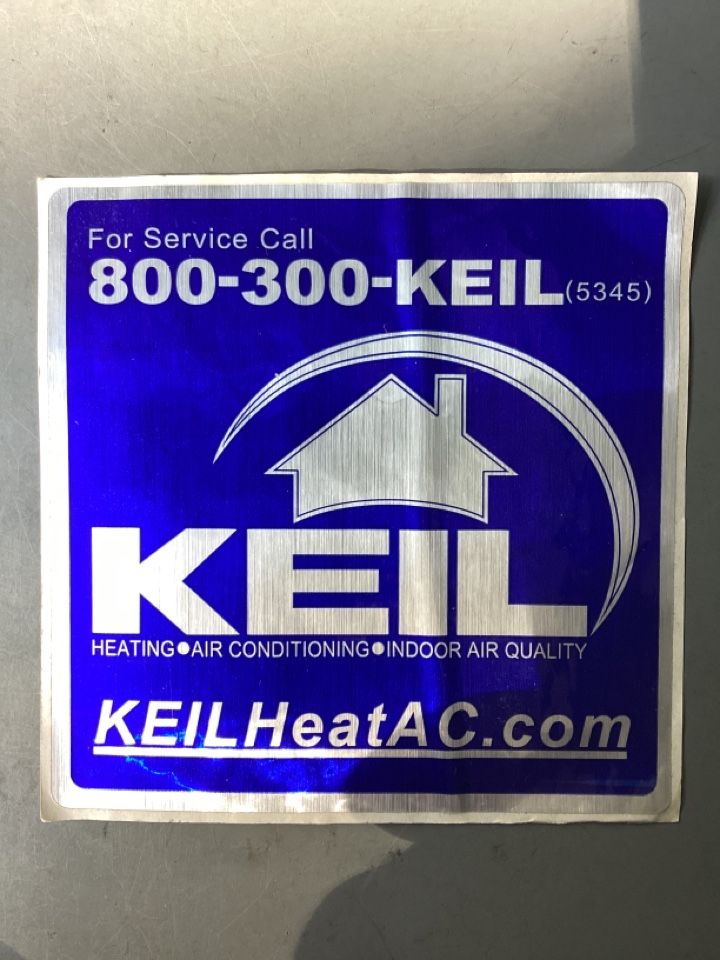 For Service Call
800-300-KEIL(5345)
KEIL
HEATING●AIR CONDITIONING●INDOOR AIR QUALITY
KEILHeatAC.com